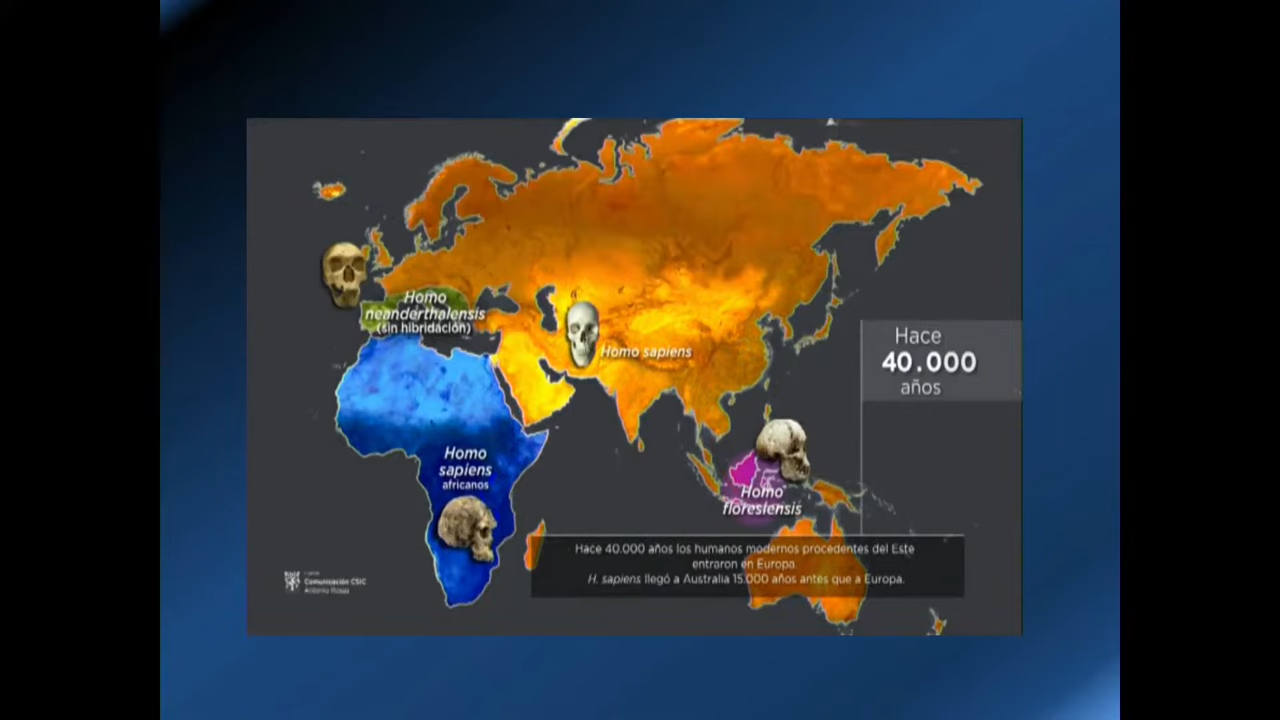 Homo
neanderthalensis
(sin hibridación)
Homo sapiens
Hace
40.000
años
Homo
sapiens
africanos
Homo
floresiensis
Hace 40.000 años los humanos modernos procedentes del Este
entraron en Europa.
H. sapiens llegó a Australia 15.000 años antes que a Europa.
Comunicación CSIC
Antonio Rosas